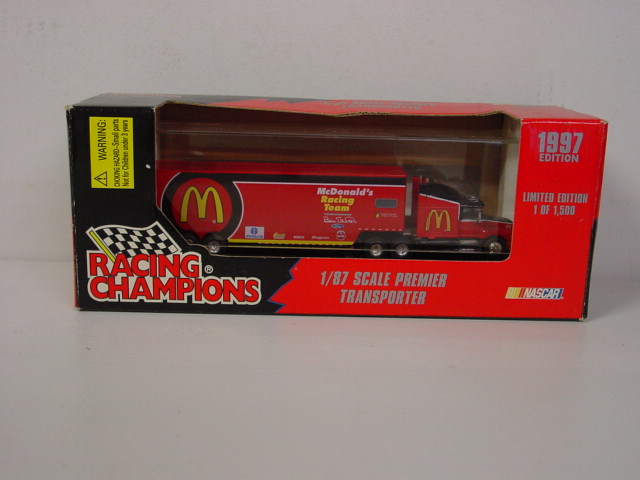 WARNING:
CHOKING HAZARD-Small parts
Not for Children under 3 years
RACING ®
CHAMPIONS
M
McDonald's
Racing
Team
M
1/87 SCALE PREMIER
TRANSPORTER
1997
EDITION
LIMITED EDITION
1 OF 1,500
NASCAR